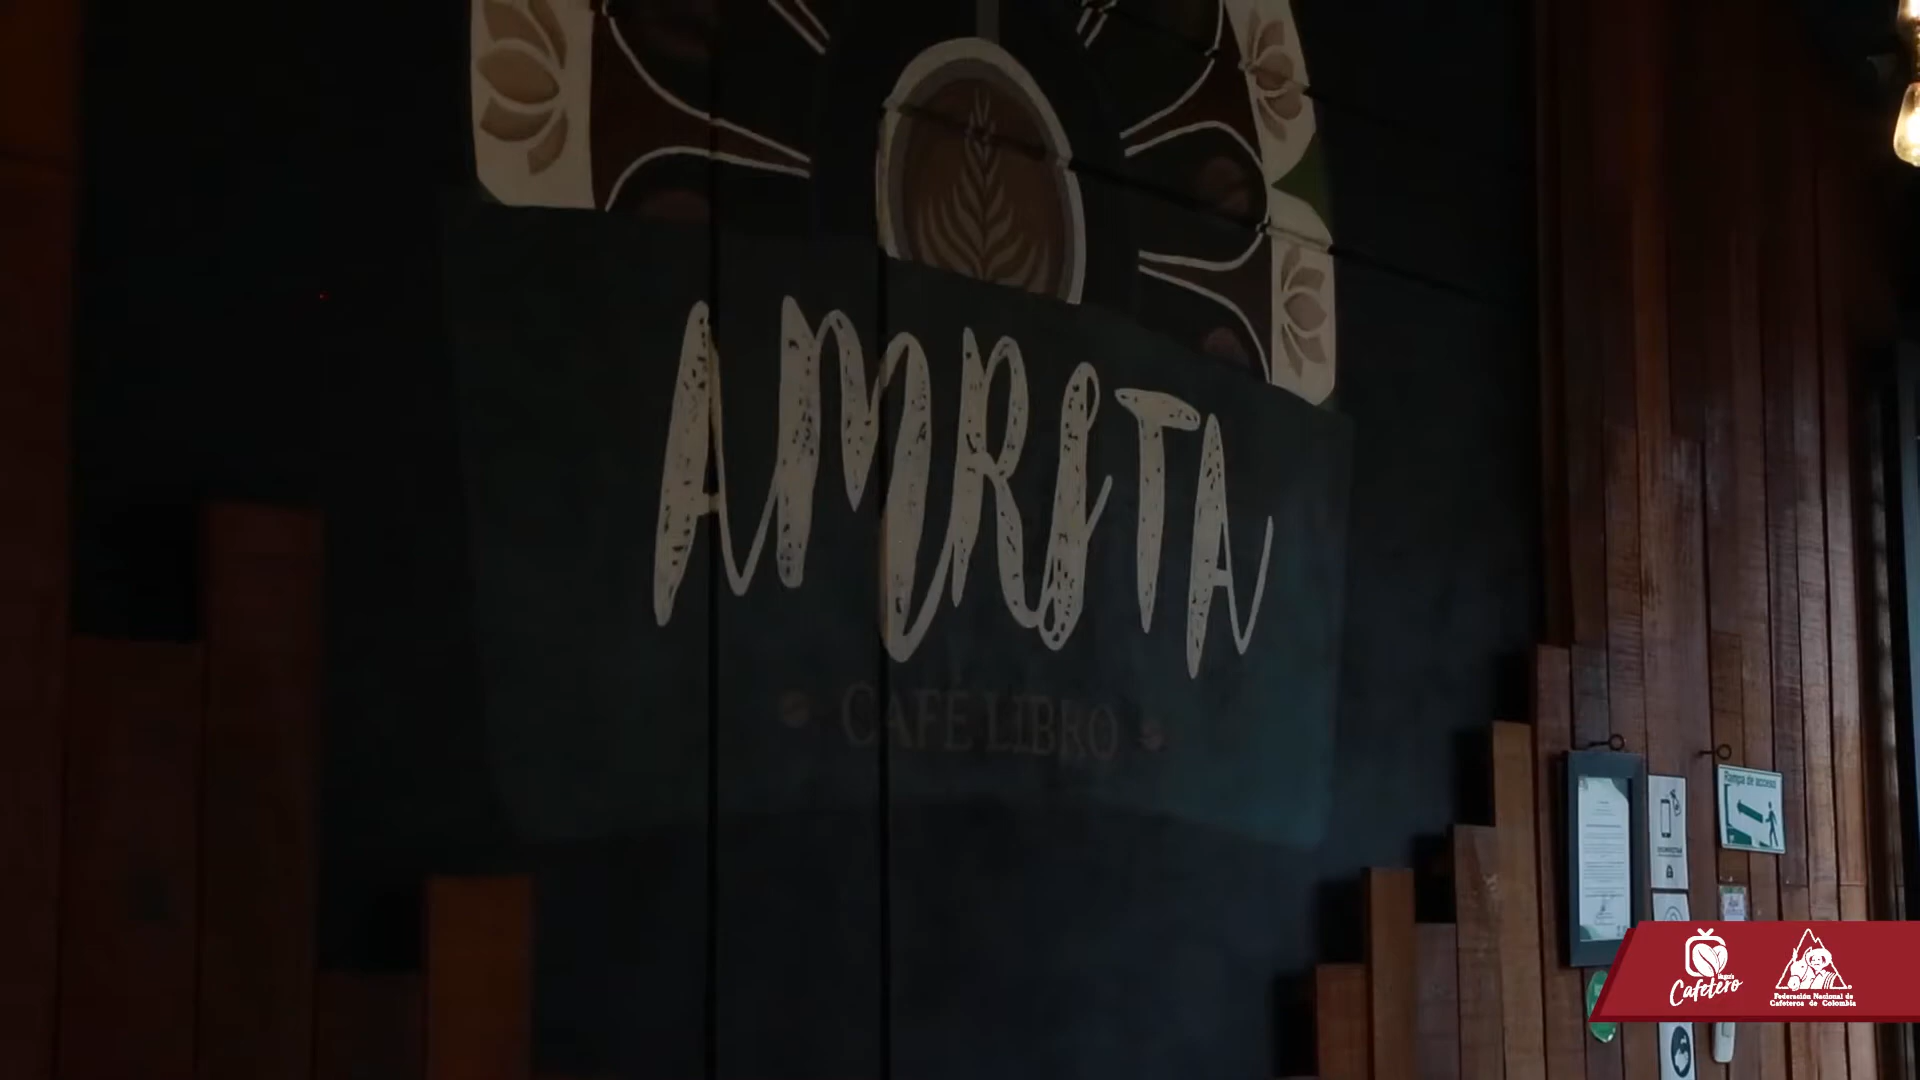 AMRITA
CAFÉ LIBRO
Rampa de acceso
Cafetero
Federación Nacional de
Cafeteros de Colombia